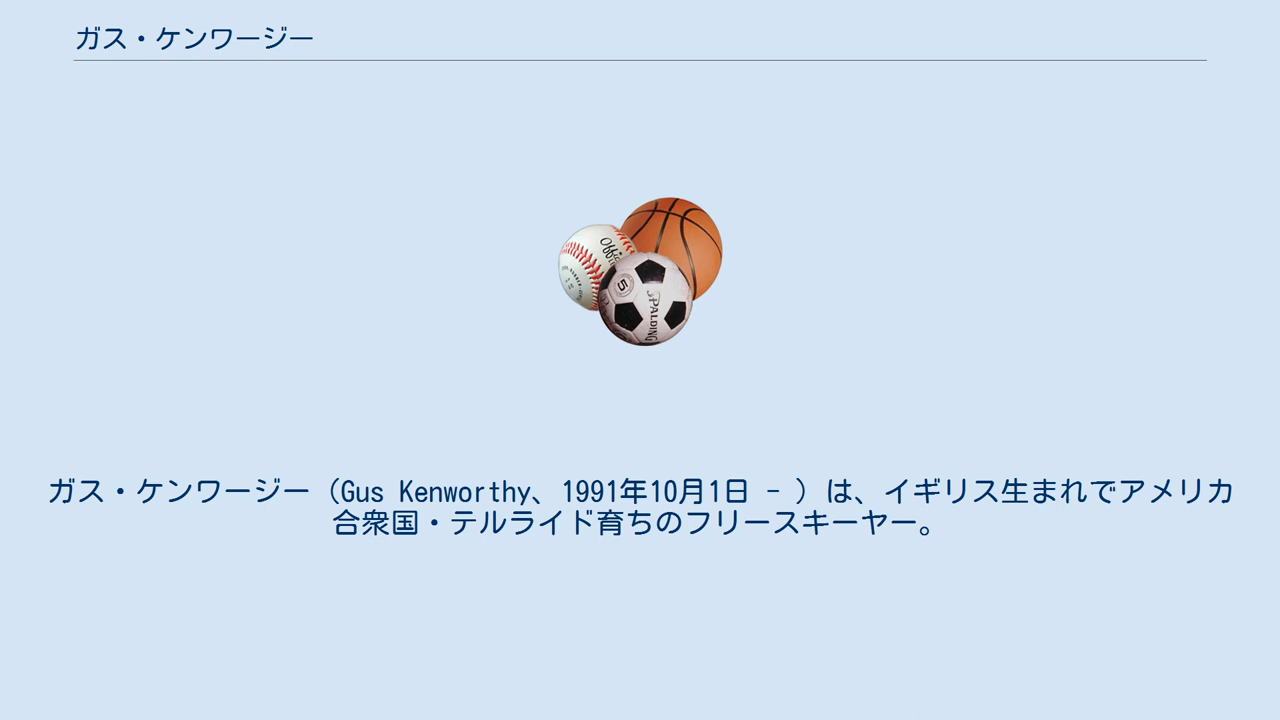 ガス・ケンワージー
Offic
5
SPALDING
ガス・ケンワージー（Gus Kenworthy、1991年10月1日 - ）は、イギリス生まれでアメリカ
合衆国・テルライド育ちのフリースキーヤー。